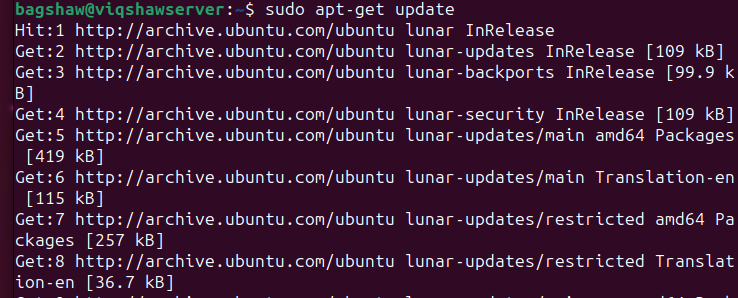 bagshaw@viqshawserver:~$ sudo apt-get update
Hit:1 http://archive.ubuntu.com/ubuntu lunar InRelease
Get:2 http://archive.ubuntu.com/ubuntu lunar-updates InRelease [109 kB]
Get:3 http://archive.ubuntu.com/ubuntu lunar-backports InRelease [99.9 k
B]
Get:4 http://archive.ubuntu.com/ubuntu lunar-security InRelease [109 kB]
Get:5 http://archive.ubuntu.com/ubuntu lunar-updates/main amd64 Packages
 [419 kB]
Get:6 http://archive.ubuntu.com/ubuntu lunar-updates/main Translation-en
 [115 kB]
Get:7 http://archive.ubuntu.com/ubuntu lunar-updates/restricted amd64 Pa
ckages [257 kB]
Get:8 http://archive.ubuntu.com/ubuntu lunar-updates/restricted Translat
ion-en [36.7 kB]